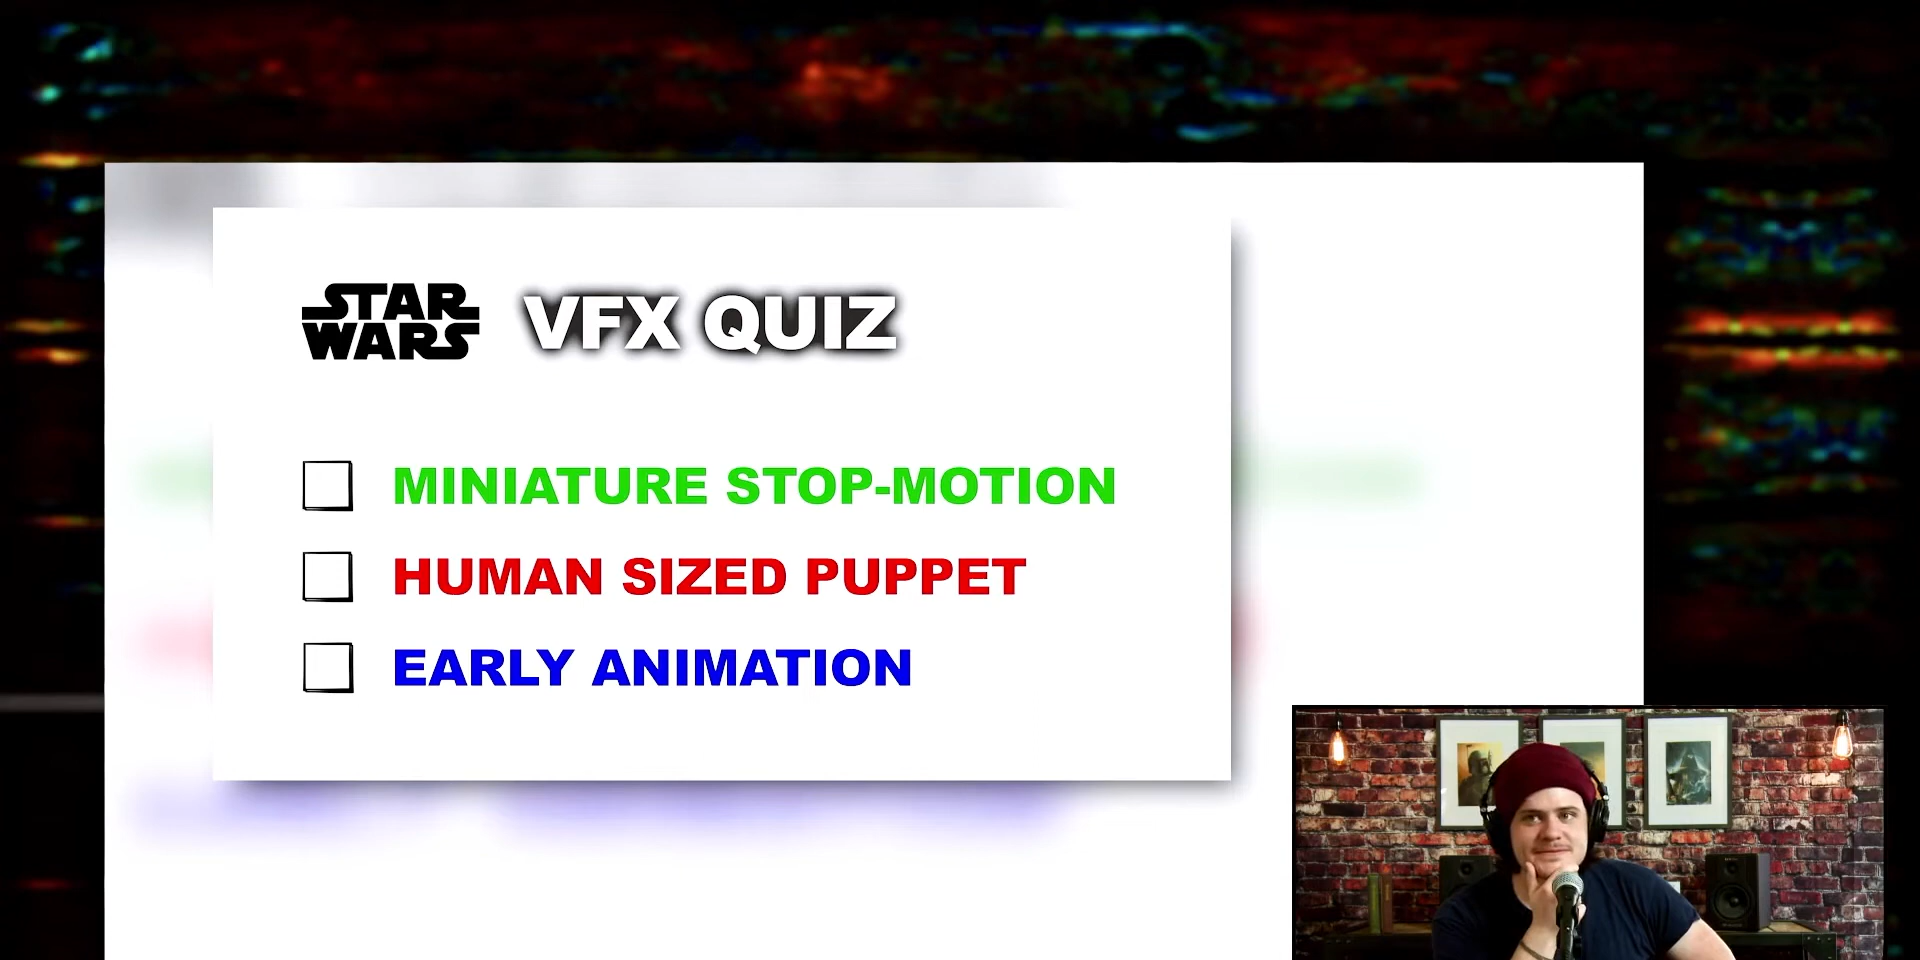 STAR
WARS
VFX QUIZ
MINIATURE STOP-MOTION
HUMAN SIZED PUPPET
EARLY ANIMATION